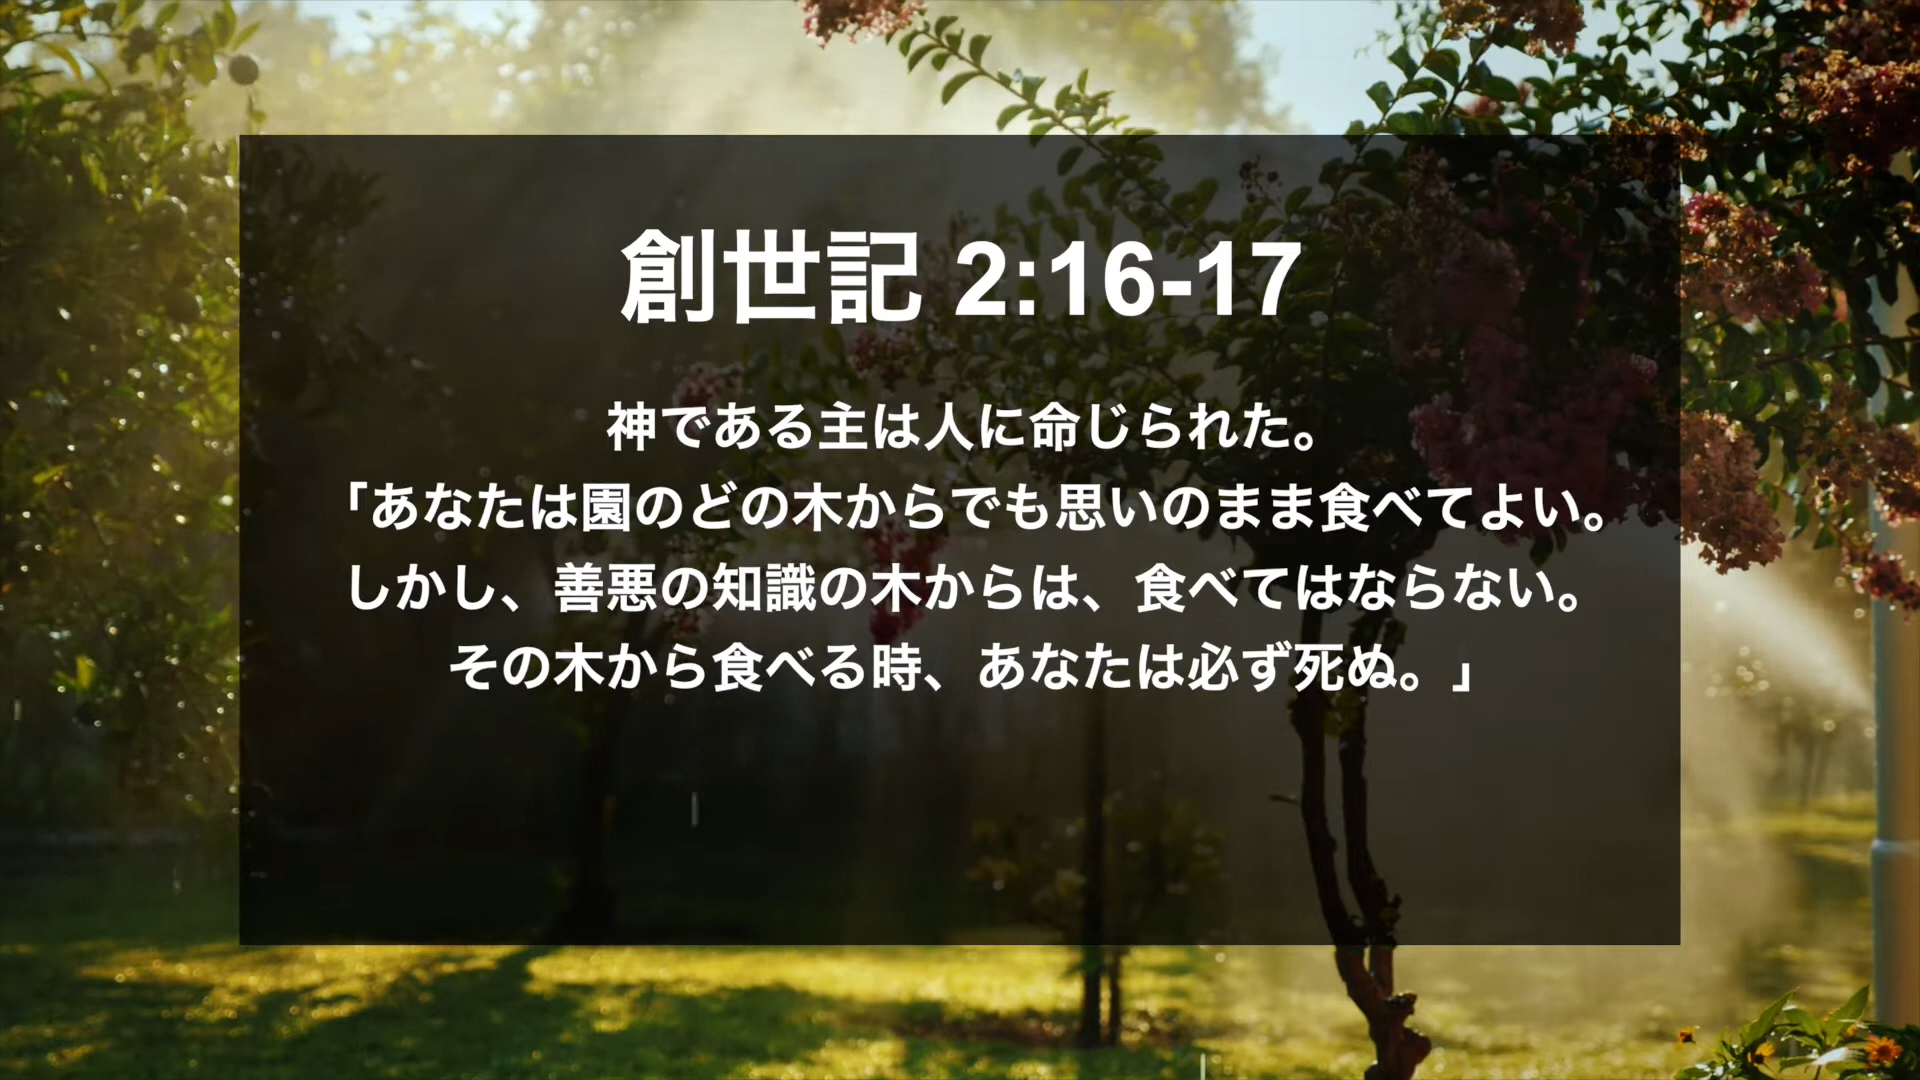 創世記 2:16-17
神である主は人に命じられた。
「あなたは園のどの木からでも思いのまま食べてよい。
しかし、善悪の知識の木からは、食べてはならない。
その木から食べる時、あなたは必ず死ぬ。」